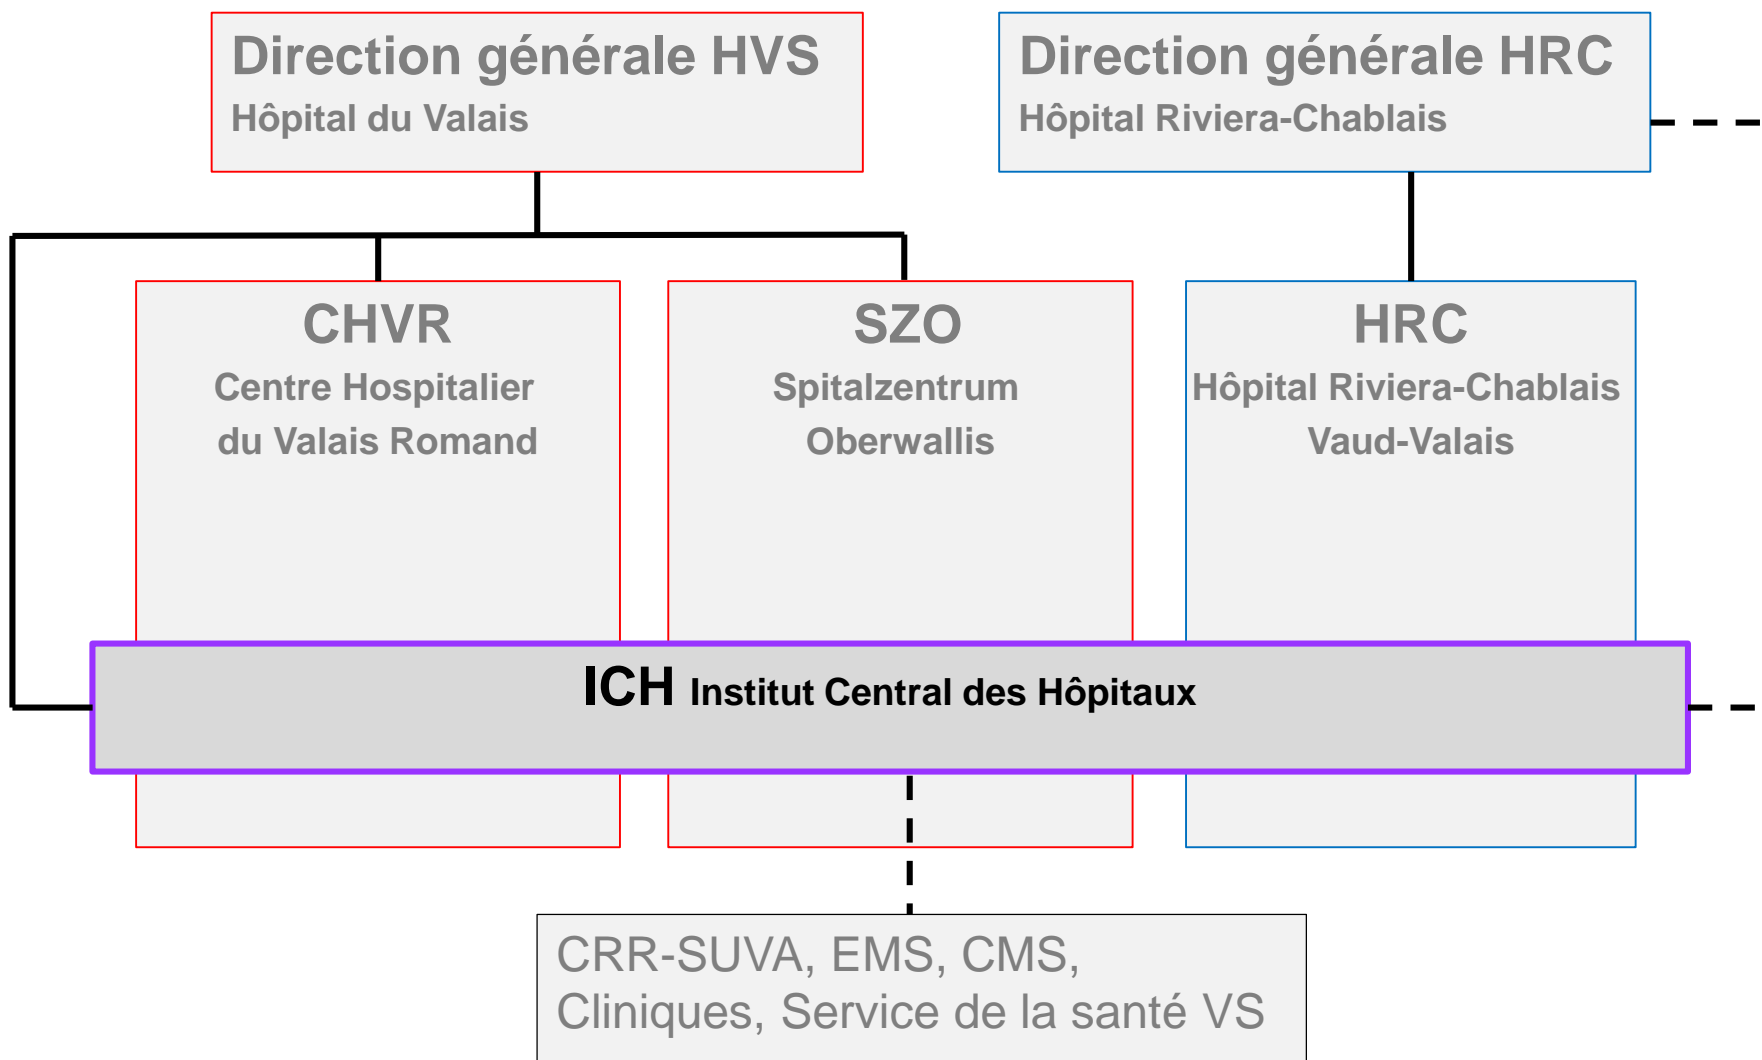 Direction générale HVS
Hôpital du Valais
Direction générale HRC
Hôpital Riviera-Chablais
CHVR
Centre Hospitalier
du Valais Romand
SZO
Spitalzentrum
Oberwallis
HRC
Hôpital Riviera-Chablais
Vaud-Valais
ICH Institut Central des Hôpitaux
CRR-SUVA, EMS, CMS,
Cliniques, Service de la santé VS